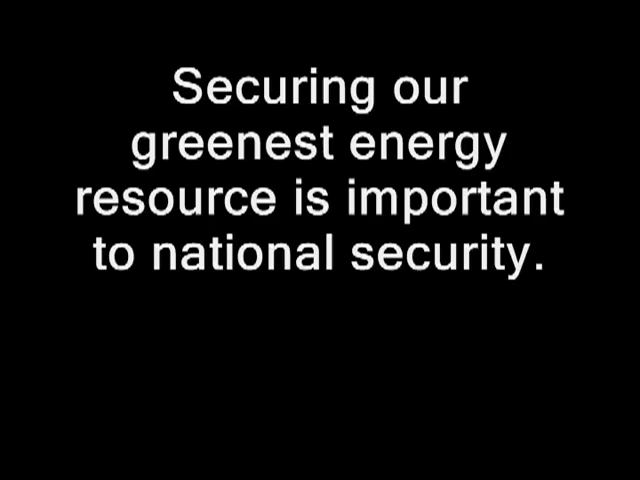 Securing our
greenest energy
resource is important
to national security.